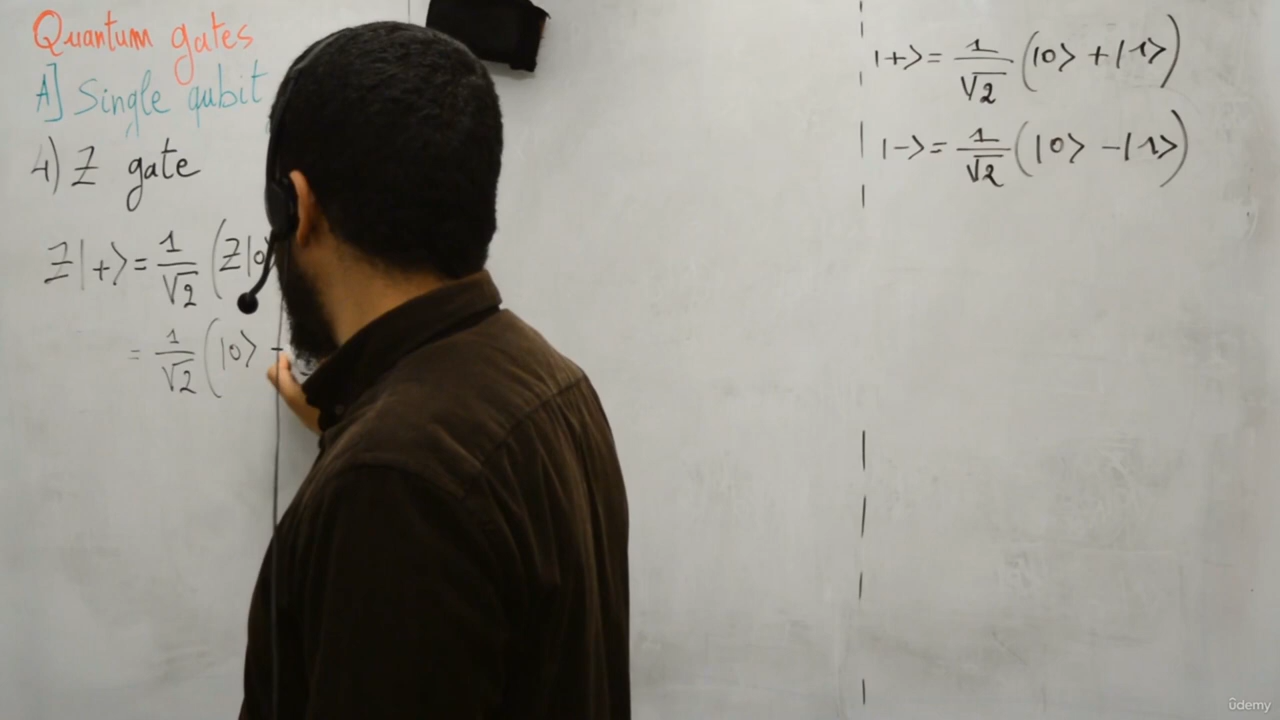 Quantum gates
A] Single qubit
4) Z gate
Z|+> = 1/√2 (Z|0
= 1/√2 (|0> -
|+> = 1/√2 (|0> + |1>)
|-> = 1/√2 (|0> - |1>)
ûdemy